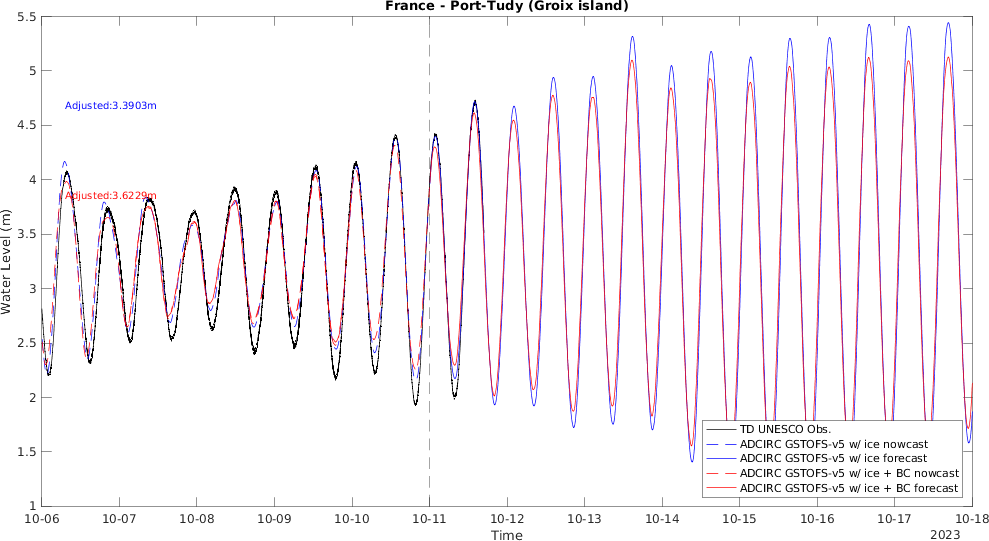 France - Port-Tudy (Groix island)
5.5
5
4.5
4
3.5
3
2.5
2
1.5
1
Water Level (m)
Adjusted:3.3903m
Adjusted:3.6229m
TD UNESCO Obs.
ADCIRC GSTOFS-v5 w/ ice nowcast
ADCIRC GSTOFS-v5 w/ ice forecast
ADCIRC GSTOFS-v5 w/ ice + BC nowcast
ADCIRC GSTOFS-v5 w/ ice + BC forecast
10-06 10-07 10-08 10-09 10-10 10-11 10-12 10-13 10-14 10-15 10-16 10-17 10-18
Time
2023